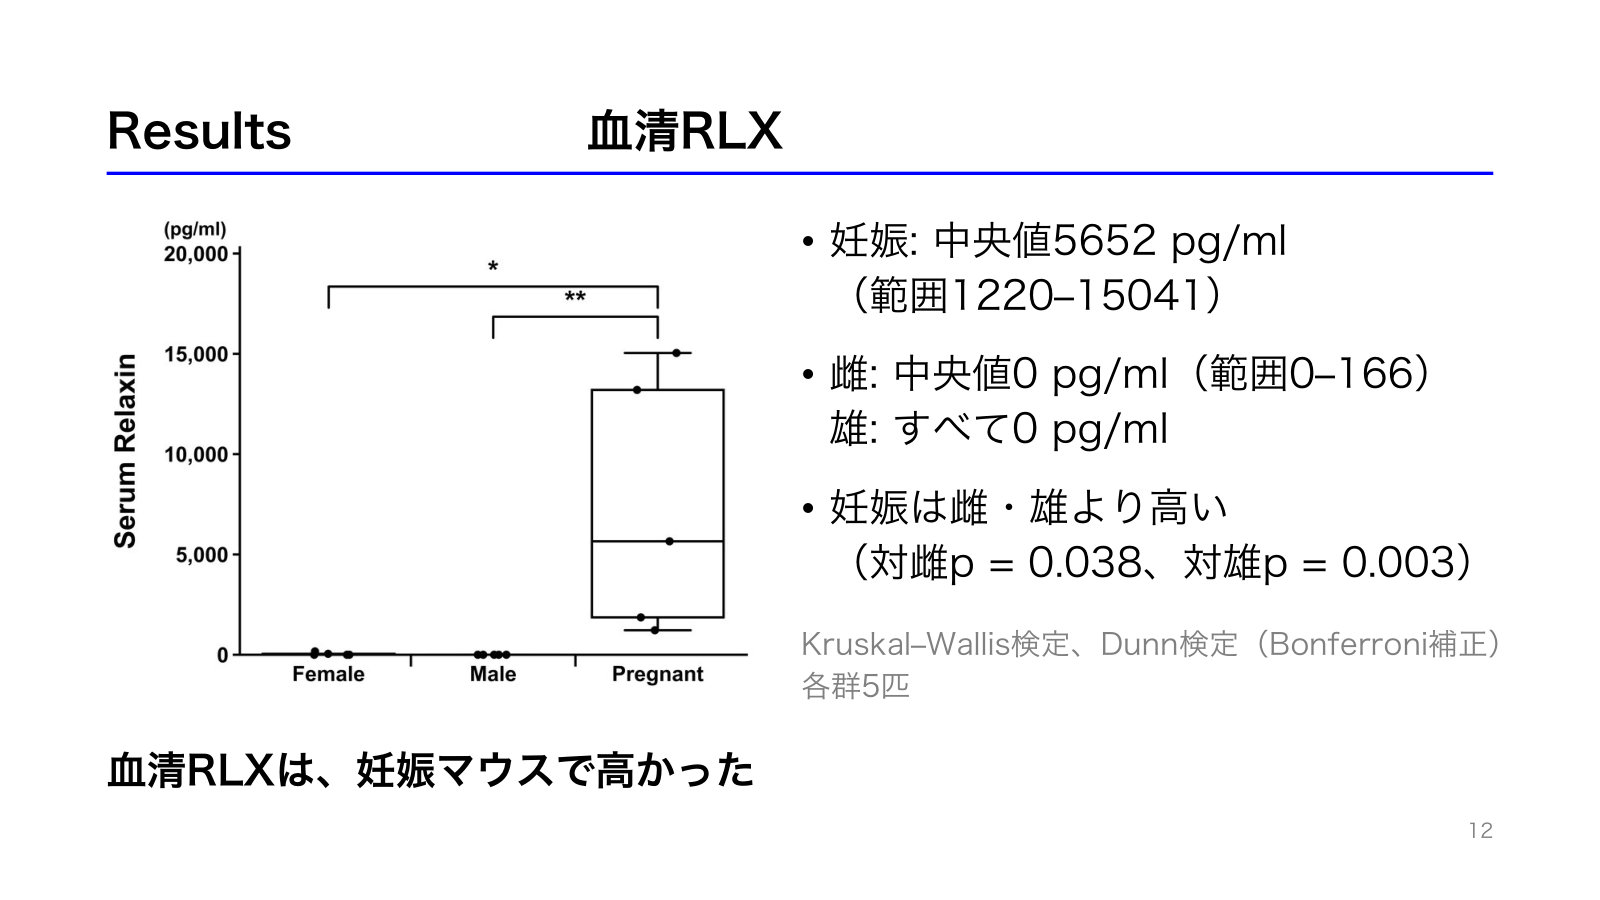 Results
血清RLX
(pg/ml)
20,000
15,000
10,000
5,000
0
Serum Relaxin
*
**
Female
Male
Pregnant
• 妊娠: 中央値5652 pg/ml
（範囲1220–15041）
• 雌: 中央値0 pg/ml（範囲0–166）
雄: すべて0 pg/ml
• 妊娠は雌・雄より高い
（対雌p = 0.038、対雄p = 0.003）
Kruskal–Wallis検定、Dunn検定（Bonferroni補正）
各群5匹
血清RLXは、妊娠マウスで高かった
12